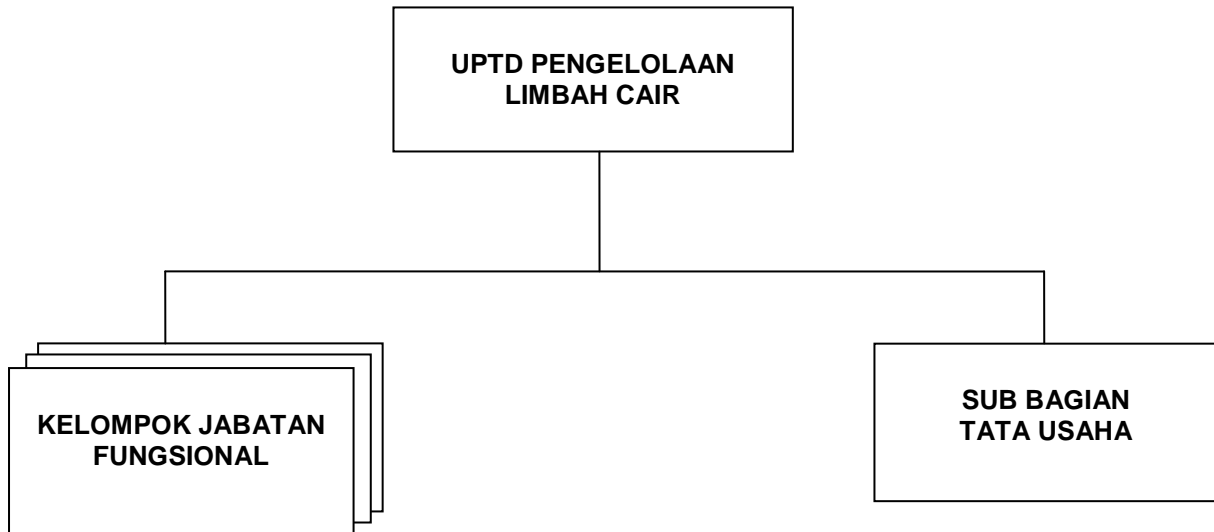 UPTD PENGELOLAAN
LIMBAH CAIR
KELOMPOK JABATAN
FUNGSIONAL
SUB BAGIAN
TATA USAHA